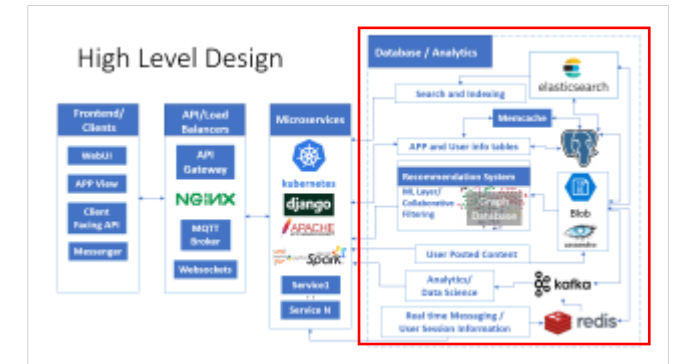 High Level Design
Frontend/
Clients
WebUI
APP View
Client
Facing API
Messenger
API/Load
Balancers
API
Gateway
NGINX
MQTT
Broker
Websockets
Microservices
kubernetes
django
APACHE
Spark
Service1
Service N
Database / Analytics
elasticsearch
Search and Indexing
Memcache
APP and User info tables
Recommendation System
ML Layer/
Collaborative
Filtering
Graph
Database
Blob
cassandra
User Posted Content
Analytics/
Data Science
kafka
Real time Messaging /
User Session Information
redis